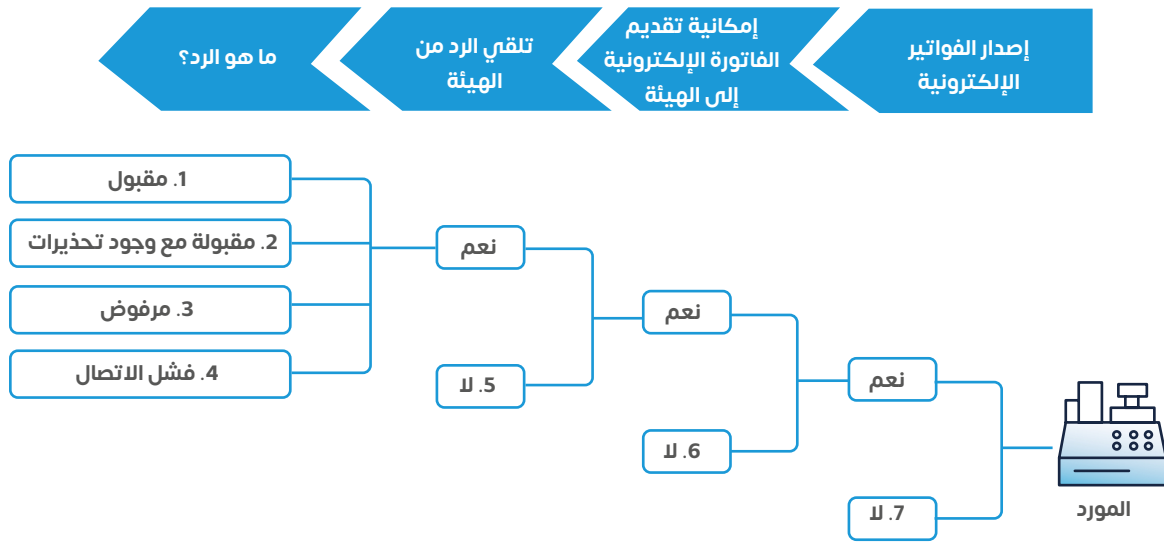 إصدار الفواتير
الإلكترونية
إمكانية تقديم
الفاتورة الإلكترونية
إلى الهيئة
تلقي الرد من
الهيئة
ما هو الرد؟
1. مقبول
2. مقبولة مع وجود تحذيرات
3. مرفوض
4. فشل الاتصال
نعم
5. لا
نعم
6. لا
نعم
7. لا
المورد